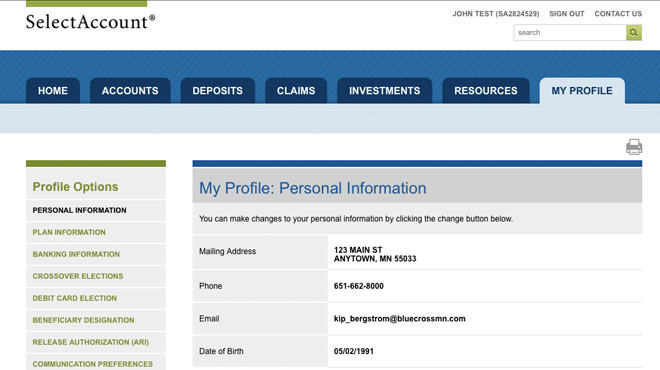 SelectAccount®
JOHN TEST (SA2824529) SIGN OUT CONTACT US
search
HOME ACCOUNTS DEPOSITS CLAIMS INVESTMENTS RESOURCES MY PROFILE
Profile Options
PERSONAL INFORMATION
PLAN INFORMATION
BANKING INFORMATION
CROSSOVER ELECTIONS
DEBIT CARD ELECTION
BENEFICIARY DESIGNATION
RELEASE AUTHORIZATION (ARI)
COMMUNICATION PREFERENCES
My Profile: Personal Information
You can make changes to your personal information by clicking the change button below.
Mailing Address 123 MAIN ST
ANYTOWN, MN 55033
Phone 651-662-8000
Email kip_bergstrom@bluecrossmn.com
Date of Birth 05/02/1991